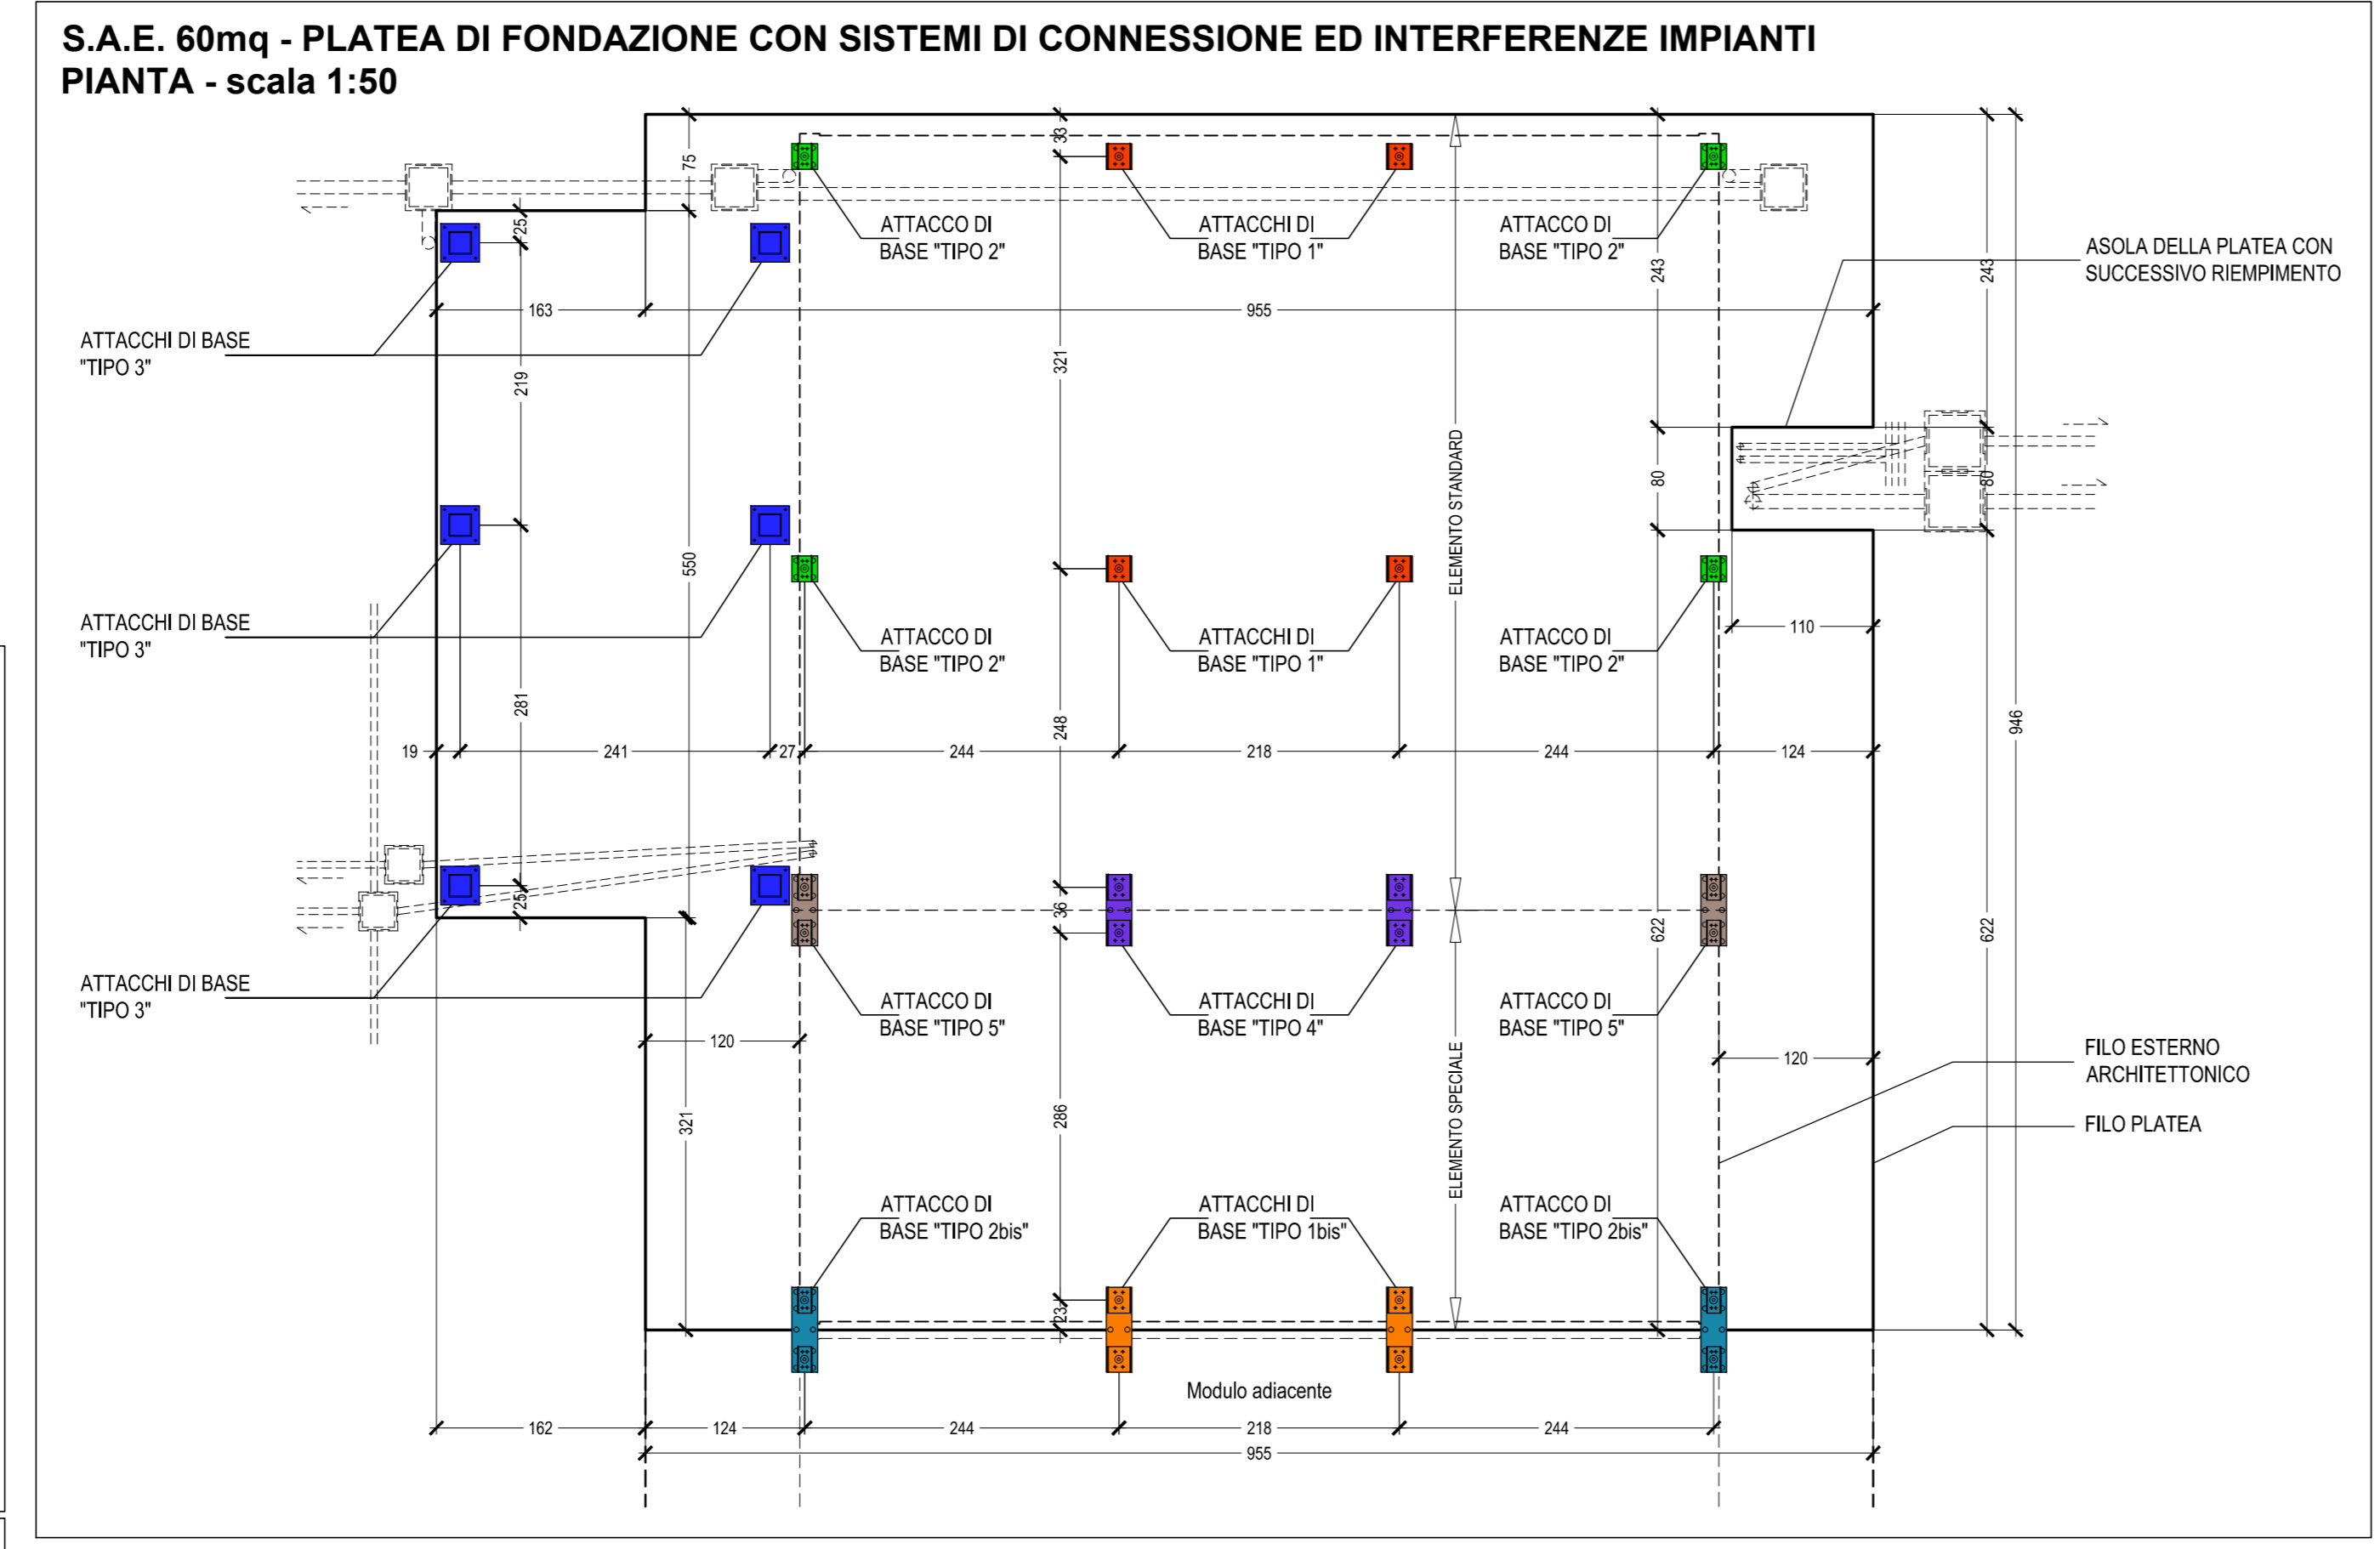 S.A.E. 60mq - PLATEA DI FONDAZIONE CON SISTEMI DI CONNESSIONE ED INTERFERENZE IMPIANTI
PIANTA - scala 1:50
33
75
25
ATTACCO DI
BASE "TIPO 2"
ATTACCHI DI
BASE "TIPO 1"
ATTACCO DI
BASE "TIPO 2"
243
243
ASOLA DELLA PLATEA CON
SUCCESSIVO RIEMPIMENTO
163
955
ATTACCHI DI BASE
"TIPO 3"
219
321
ELEMENTO STANDARD
80
80
550
ATTACCHI DI BASE
"TIPO 3"
ATTACCO DI
BASE "TIPO 2"
ATTACCHI DI
BASE "TIPO 1"
ATTACCO DI
BASE "TIPO 2"
110
281
248
946
19
241
27
244
218
244
124
25
36
622
622
ATTACCHI DI BASE
"TIPO 3"
ATTACCO DI
BASE "TIPO 5"
ATTACCHI DI
BASE "TIPO 4"
ATTACCO DI
BASE "TIPO 5"
120
120
FILO ESTERNO
ARCHITETTONICO
321
286
ELEMENTO SPECIALE
FILO PLATEA
ATTACCO DI
BASE "TIPO 2bis"
ATTACCHI DI
BASE "TIPO 1bis"
ATTACCO DI
BASE "TIPO 2bis"
23
Modulo adiacente
162
124
244
218
244
955